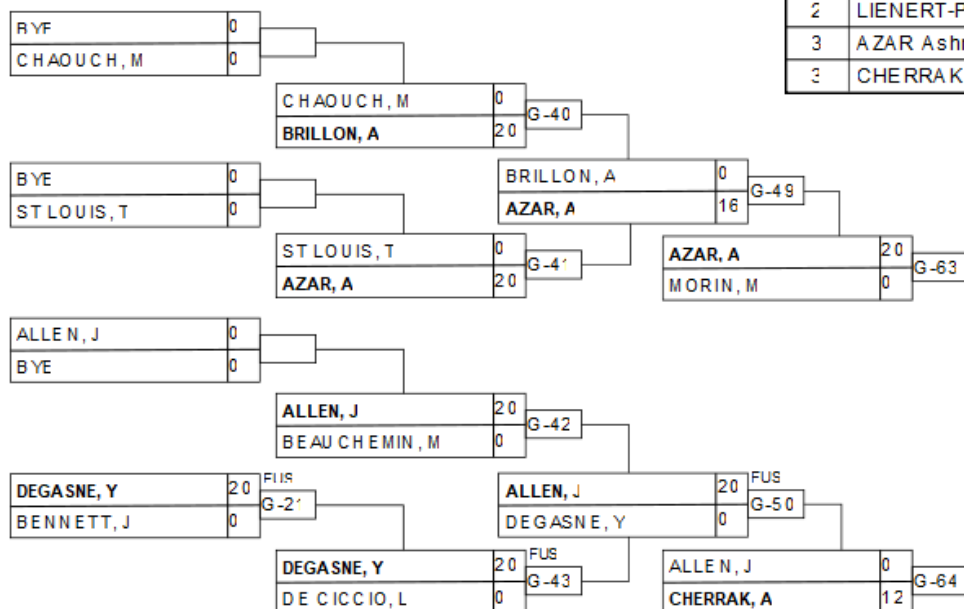 2 LIENERT-P
3 AZAR Ash
3 CHERRAK
BYE 0
CHAOUCH, M 0
CHAOUCH, M 0
BRILLON, A 20
G-40
BYE 0
ST LOUIS, T 0
BRILLON, A 0
AZAR, A 16
G-49
ST LOUIS, T 0
AZAR, A 20
G-41
AZAR, A 20
MORIN, M 0
G-63
ALLEN, J 0
BYE 0
ALLEN, J 20
BEAUCHEMIN, M 0
G-42
DEGASNE, Y 20
BENNETT, J 0
FUS
G-21
ALLEN, J 20
DEGASNE, Y 0
FUS
G-50
DEGASNE, Y 20
DE CICCIO, L 0
FUS
G-43
ALLEN, J 0
CHERRAK, A 12
G-64